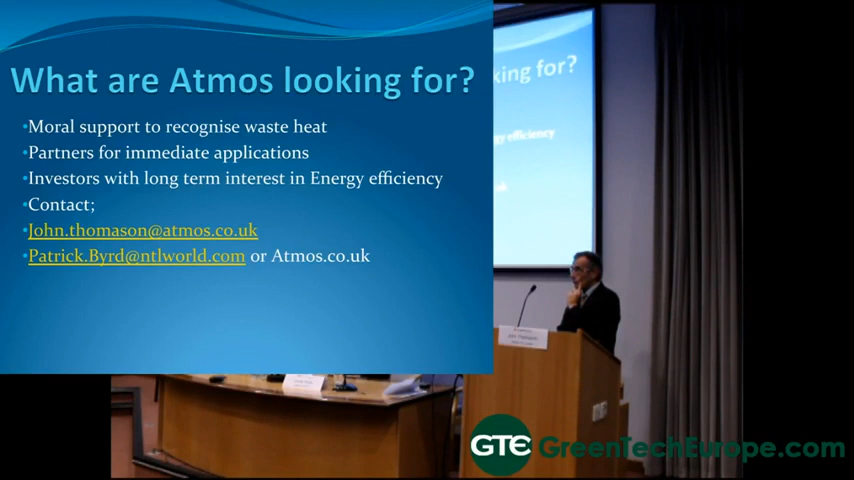 What are Atmos looking for?
•Moral support to recognise waste heat
•Partners for immediate applications
•Investors with long term interest in Energy efficiency
•Contact;
•John.thomason@atmos.co.uk
•Patrick.Byrd@ntlworld.com or Atmos.co.uk
king for?
gy efficiency
GTE GreenTechEurope.com